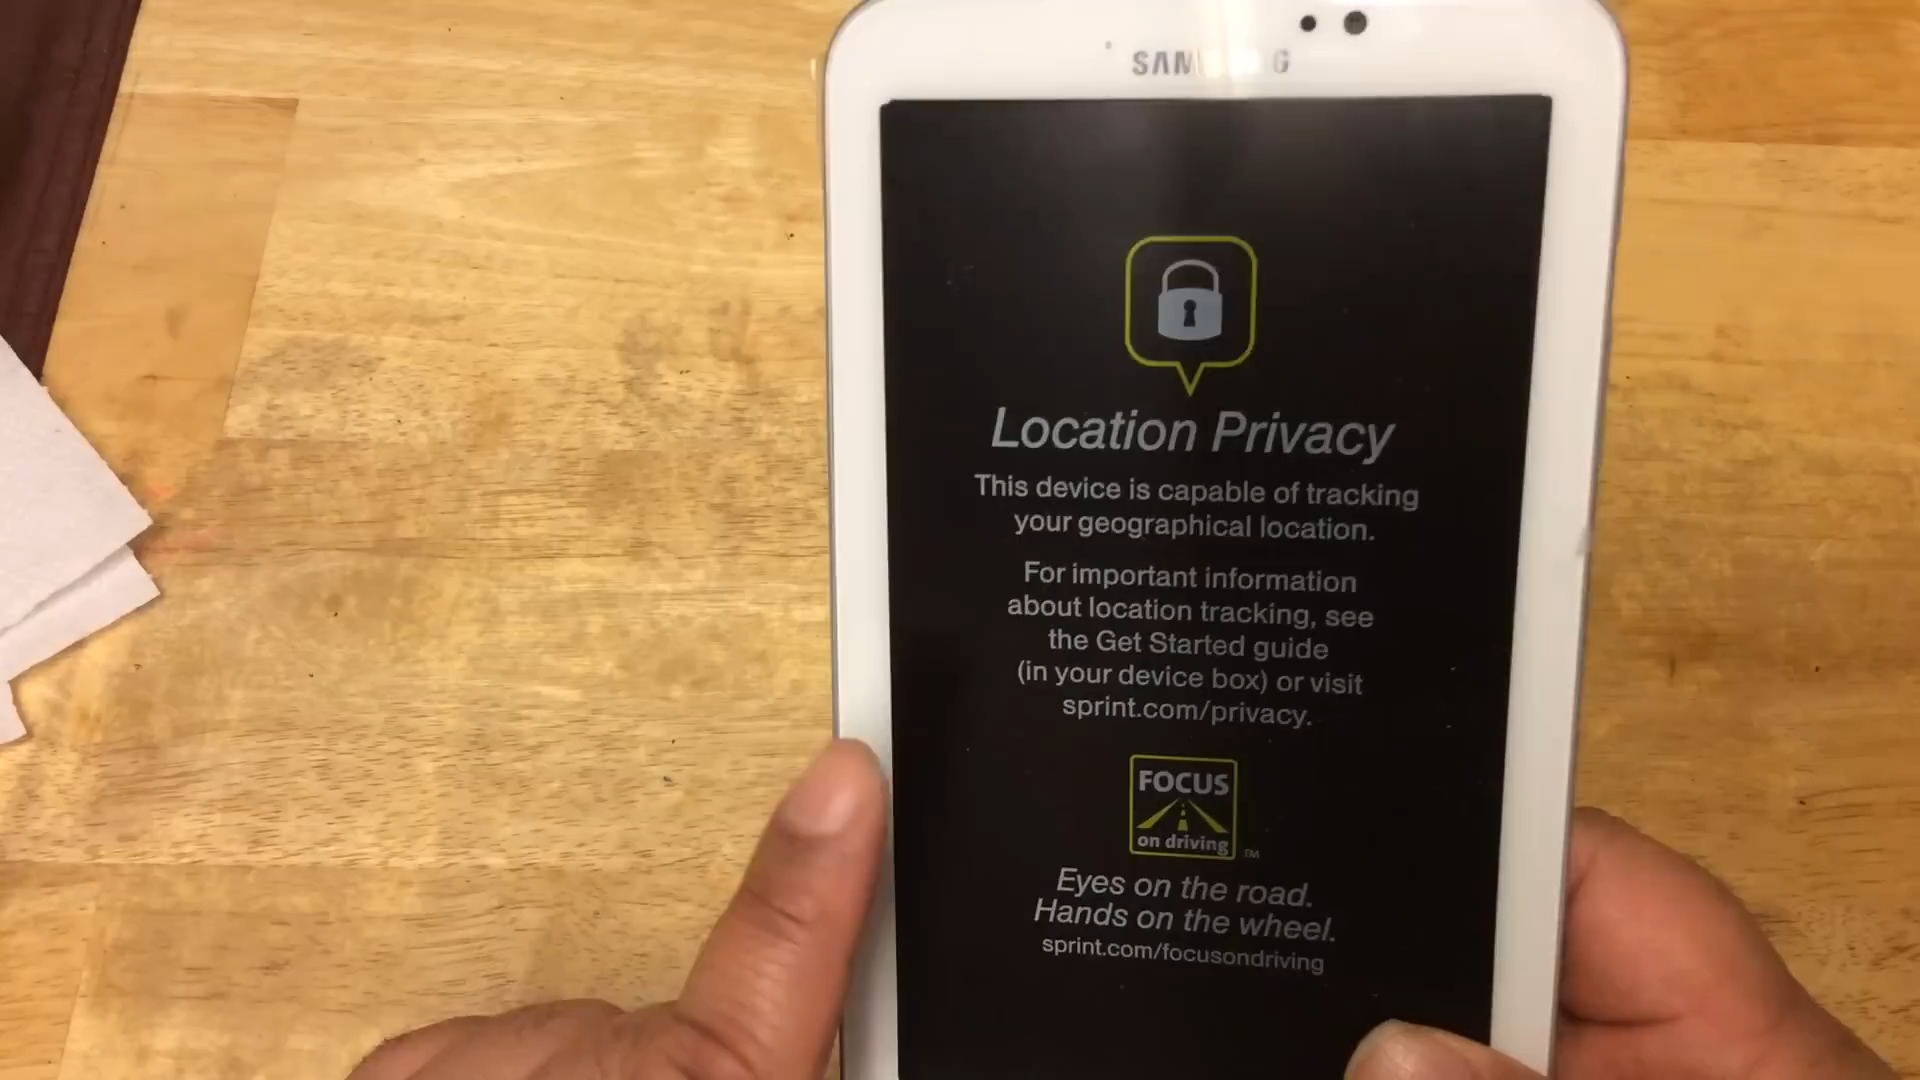 SAMSUNG
Location Privacy
This device is capable of tracking
your geographical location.
For important information
about location tracking, see
the Get Started guide
(in your device box) or visit
sprint.com/privacy.
FOCUS
on driving
TM
Eyes on the road.
Hands on the wheel.
sprint.com/focusondriving